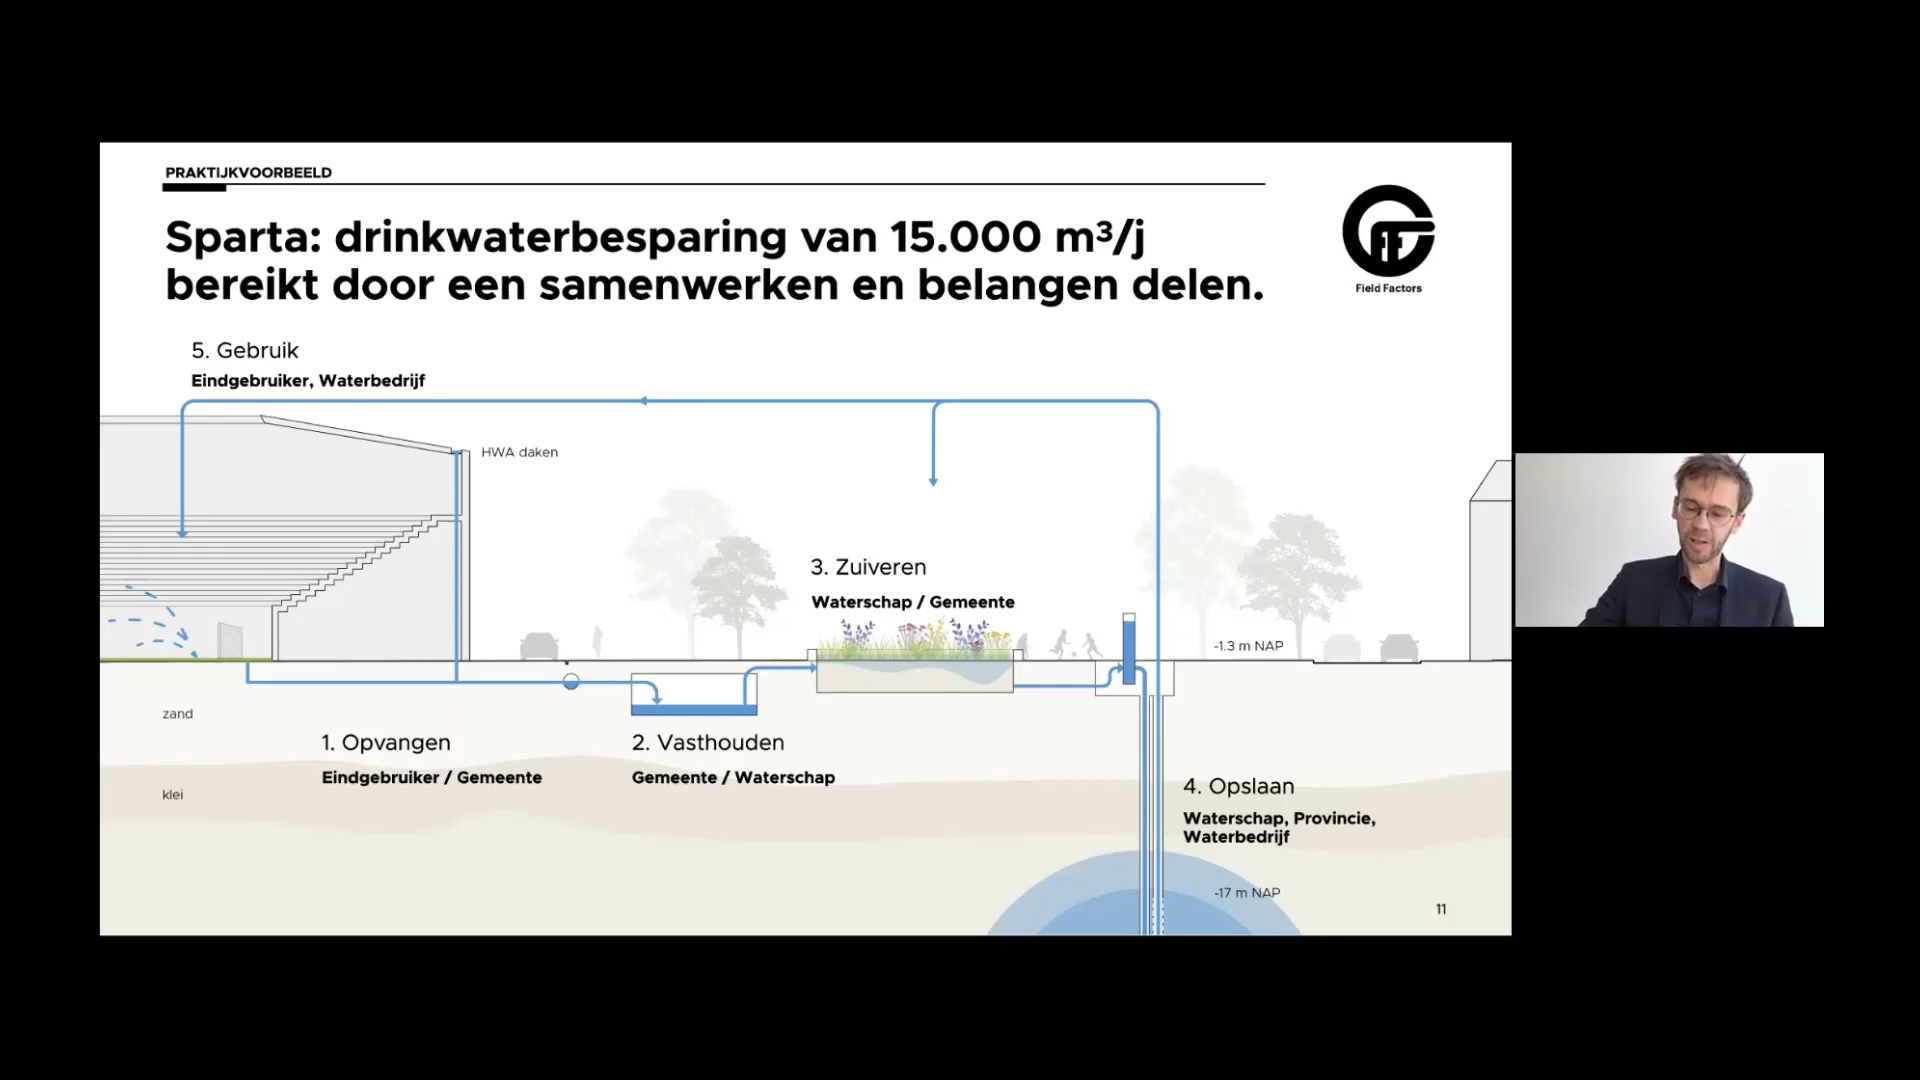 PRAKTIJKVOORBEELD
Sparta: drinkwaterbesparing van 15.000 m³/j
bereikt door een samenwerken en belangen delen.
Field Factors
5. Gebruik
Eindgebruiker, Waterbedrijf
HWA daken
3. Zuiveren
Waterschap / Gemeente
-1.3 m NAP
zand
1. Opvangen
Eindgebruiker / Gemeente
2. Vasthouden
Gemeente / Waterschap
klei
4. Opslaan
Waterschap, Provincie,
Waterbedrijf
-17 m NAP
11